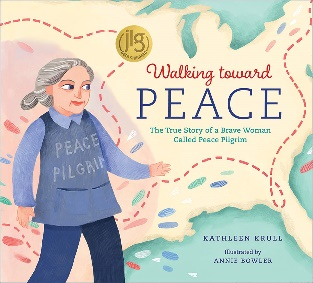 jlg
Walking toward
PEACE
The True Story of a Brave Woman
Called Peace Pilgrim
PEACE
PILGRIM
KATHLEEN KRULL
Illustrated by
ANNIE BOWLER